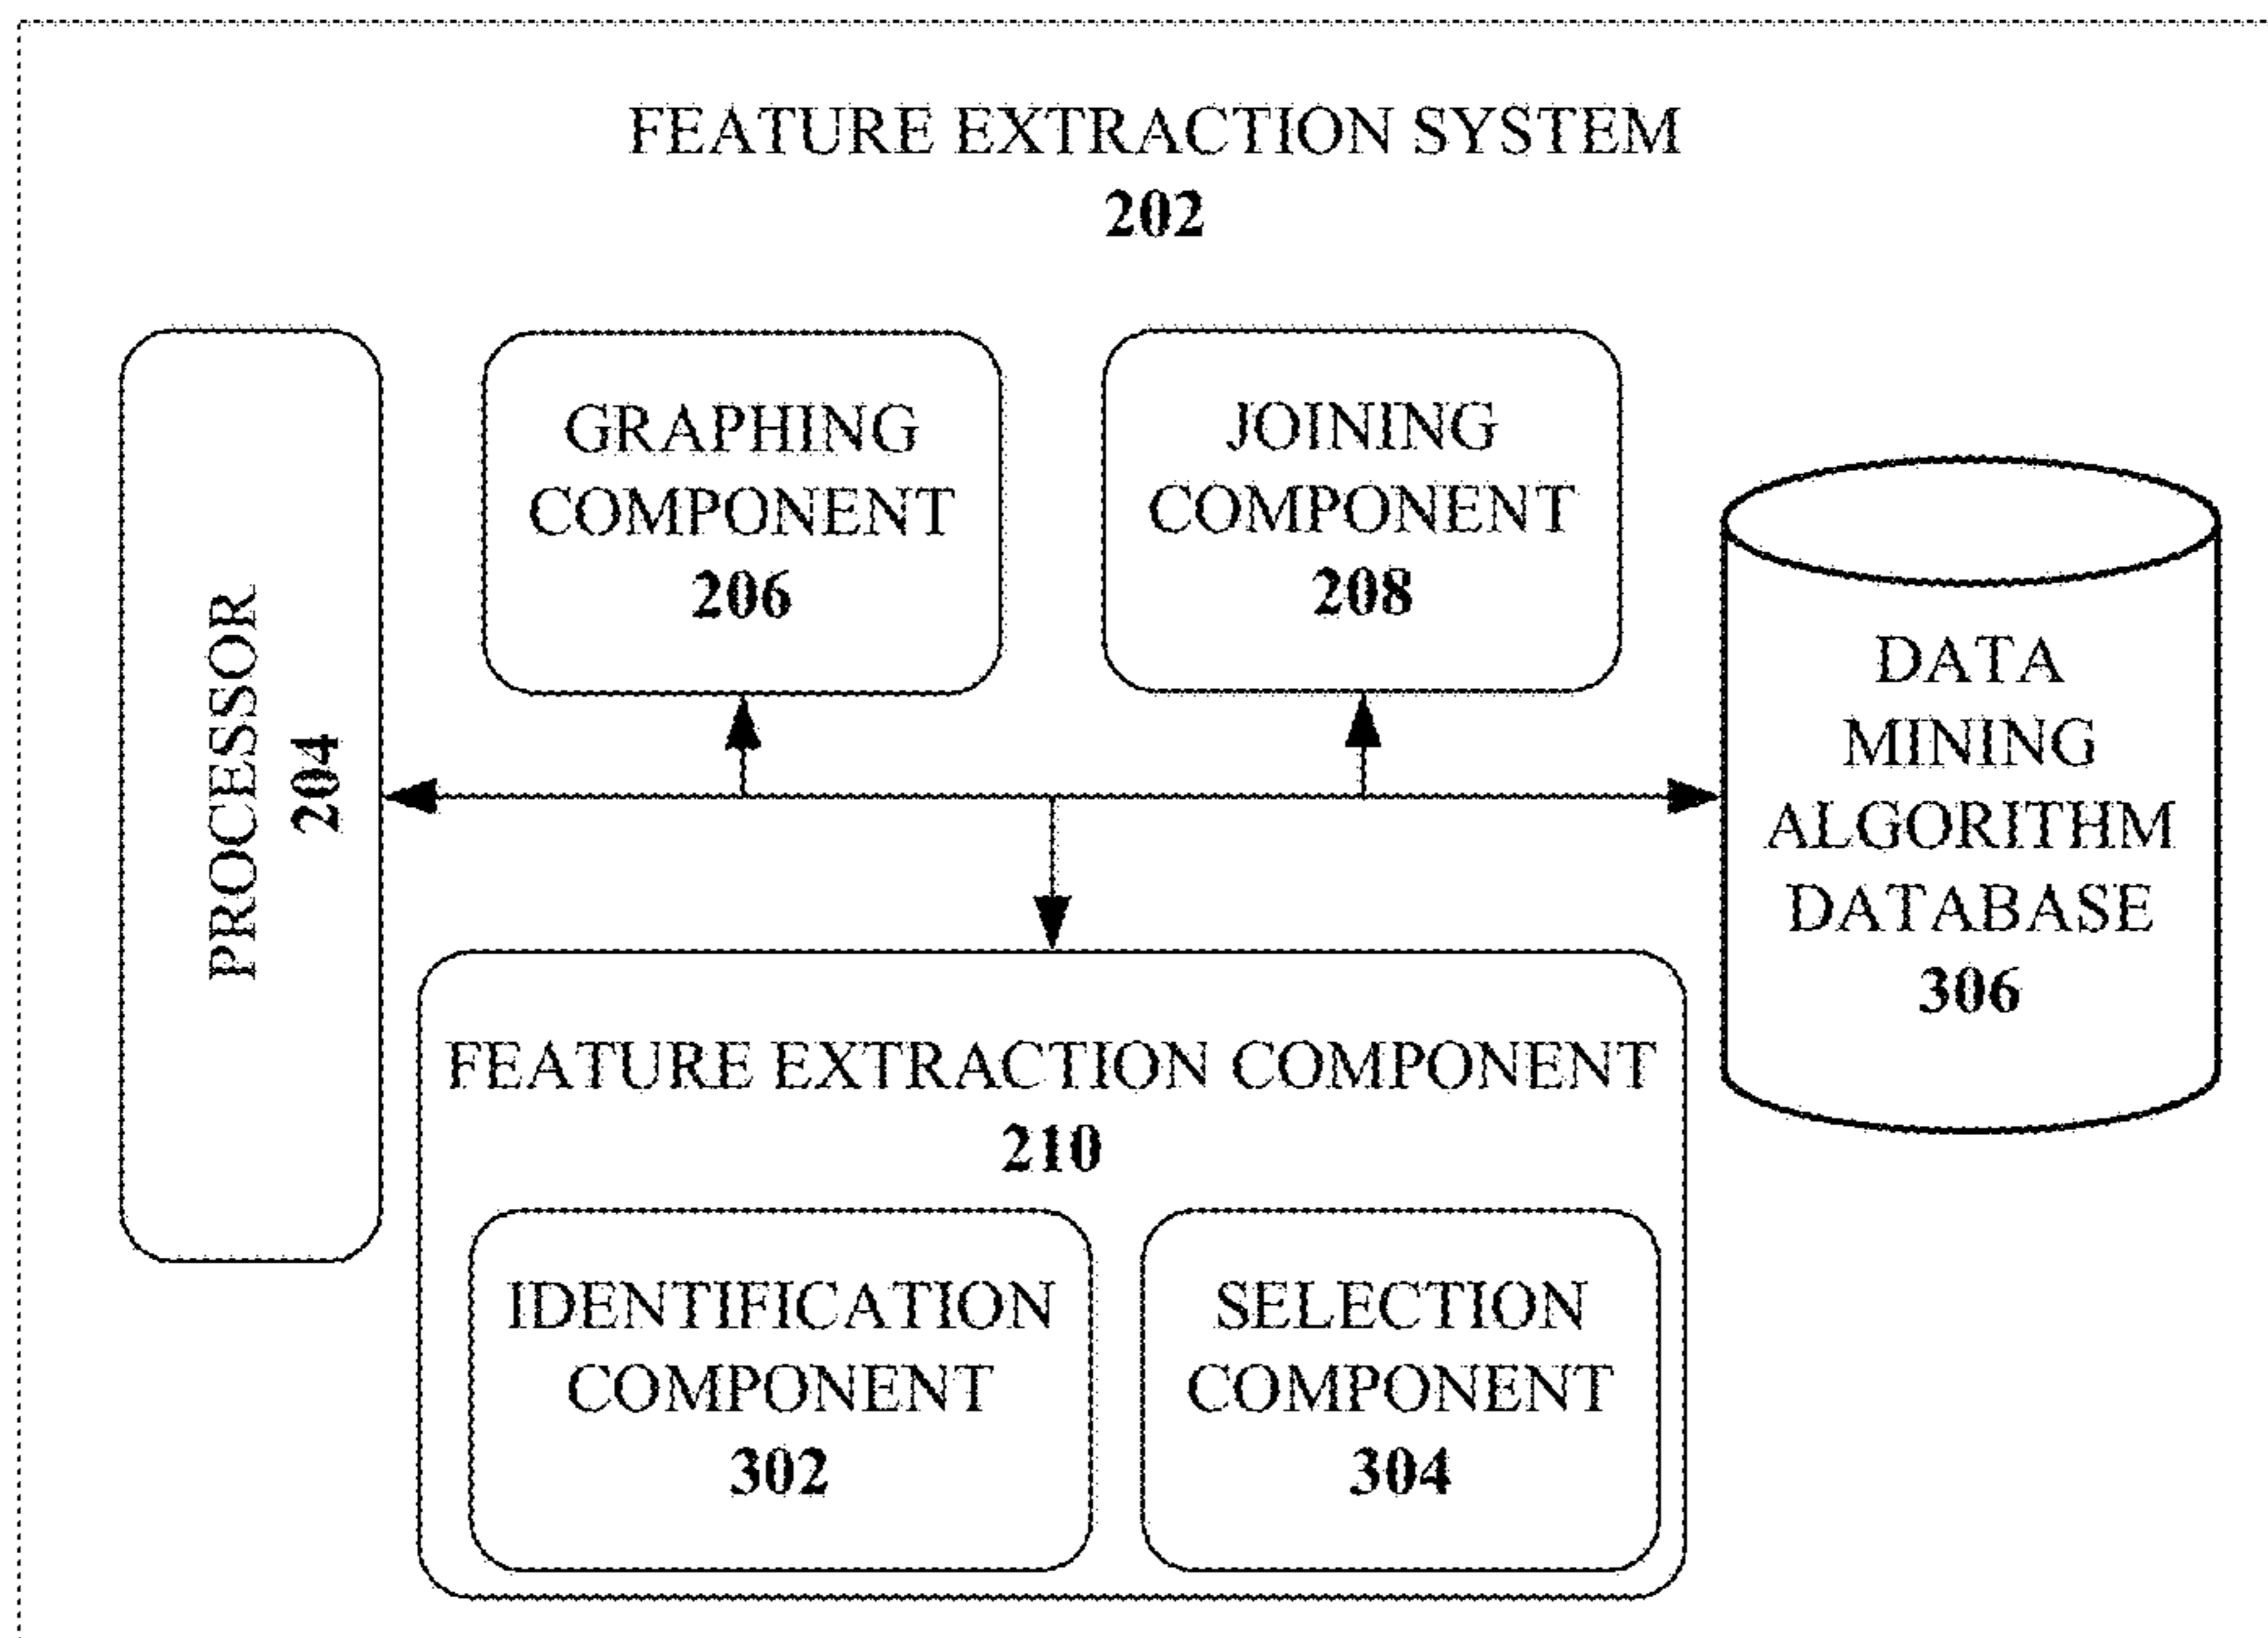 FEATURE EXTRACTION SYSTEM
202
PROCESSOR
204
GRAPHING
COMPONENT
206
JOINING
COMPONENT
208
DATA
MINING
ALGORITHM
DATABASE
306
FEATURE EXTRACTION COMPONENT
210
IDENTIFICATION
COMPONENT
302
SELECTION
COMPONENT
304